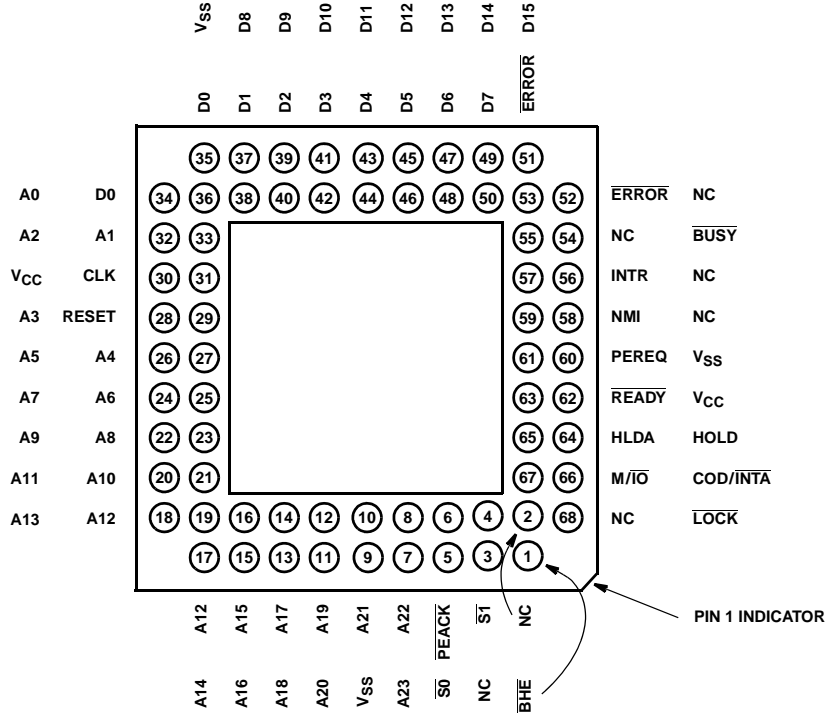 VSS D8 D9 D10 D11 D12 D13 D14 D15
D0 D1 D2 D3 D4 D5 D6 D7 ERROR
35 37 39 41 43 45 47 49 51
A0 D0 34 36 38 40 42 44 46 48 50 53 52 ERROR NC
A2 A1 32 33 55 54 NC BUSY
VCC CLK 30 31 57 56 INTR NC
A3 RESET 28 29 59 58 NMI NC
A5 A4 26 27 61 60 PEREQ VSS
A7 A6 24 25 63 62 READY VCC
A9 A8 22 23 65 64 HLDA HOLD
A11 A10 20 21 67 66 M/IO COD/INTA
A13 A12 18 19 16 14 12 10 8 6 4 2 68 NC LOCK
17 15 13 11 9 7 5 3 1
A12 A15 A17 A19 A21 A22 PEACK S1 NC
PIN 1 INDICATOR
A14 A16 A18 A20 VSS A23 S0 NC BHE